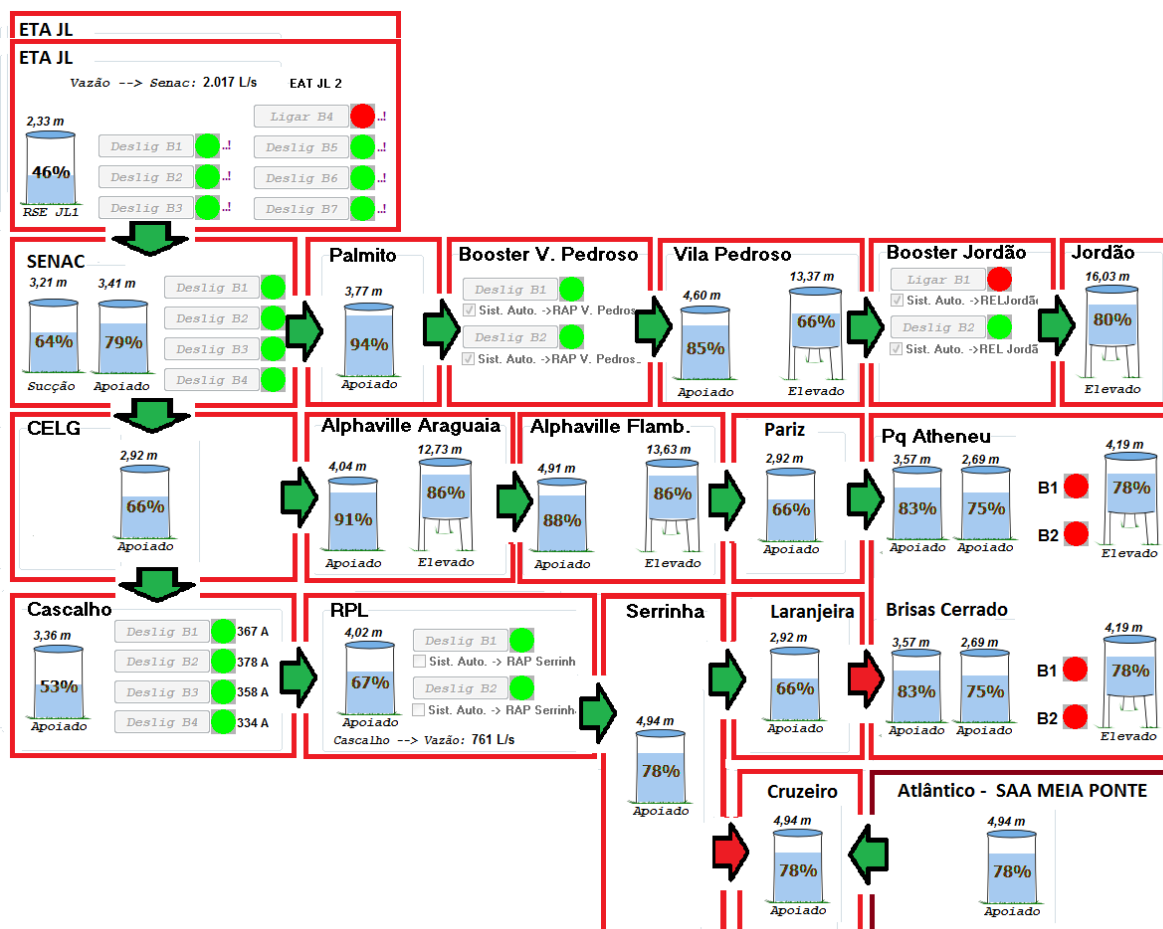 ETA JL
ETA JL
Vazão --> Senac: 2.017 L/s EAT JL 2
2,33 m
46%
RSE JL1
Deslig B1 ..!
Deslig B2 ..!
Deslig B3 ..!
Ligar B4 ..!
Deslig B5 ..!
Deslig B6 ..!
Deslig B7 ..!
SENAC
3,21 m 3,41 m
64% 79%
Sucção Apoiado
Deslig B1
Deslig B2
Deslig B3
Deslig B4
Palmito
3,77 m
94%
Apoiado
Booster V. Pedroso
Deslig B1
Sist. Auto. ->RAP V. Pedros
Deslig B2
Sist. Auto. ->RAP V. Pedros..
Vila Pedroso
4,60 m 13,37 m
85% 66%
Apoiado Elevado
Booster Jordão
Ligar B1
Sist. Auto. ->RELJordão
Deslig B2
Sist. Auto. ->REL Jordã
Jordão
16,03 m
80%
Elevado
CELG
2,92 m
66%
Apoiado
Alphaville Araguaia
4,04 m 12,73 m
91% 86%
Apoiado Elevado
Alphaville Flamb.
4,91 m 13,63 m
88% 86%
Apoiado Elevado
Pariz
2,92 m
66%
Apoiado
Pq Atheneu
3,57 m 2,69 m 4,19 m
83% 75% 78%
B1
B2
Apoiado Apoiado Elevado
Cascalho
3,36 m
53%
Apoiado
Deslig B1 367 A
Deslig B2 378 A
Deslig B3 358 A
Deslig B4 334 A
RPL
4,02 m
67%
Apoiado
Deslig B1
Sist. Auto. -> RAP Serrinh
Deslig B2
Sist. Auto. -> RAP Serrinha
Cascalho --> Vazão: 761 L/s
Serrinha
4,94 m
78%
Apoiado
Laranjeira
2,92 m
66%
Apoiado
Brisas Cerrado
3,57 m 2,69 m 4,19 m
83% 75% 78%
B1
B2
Apoiado Apoiado Elevado
Cruzeiro
4,94 m
78%
Apoiado
Atlântico - SAA MEIA PONTE
4,94 m
78%
Apoiado